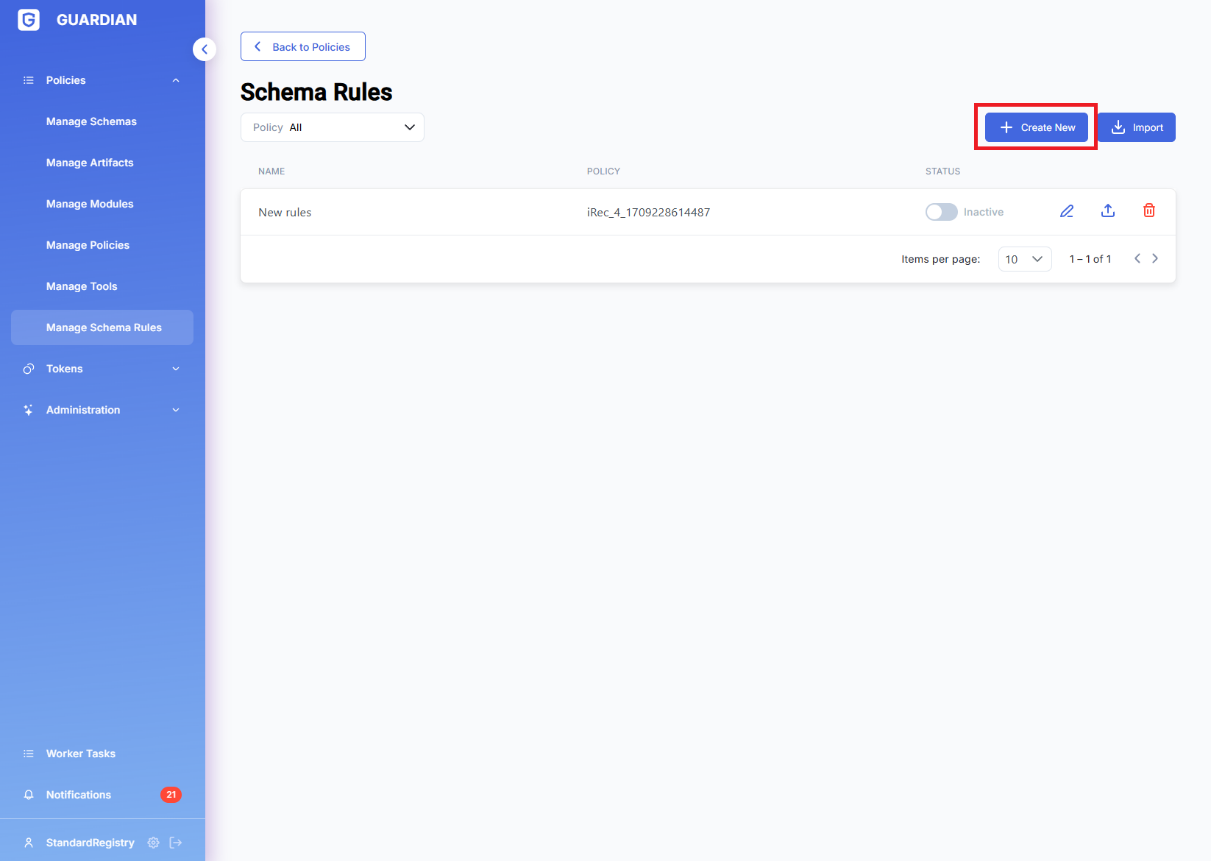 GUARDIAN
Policies
Manage Schemas
Manage Artifacts
Manage Modules
Manage Policies
Manage Tools
Manage Schema Rules
Tokens
Administration
Worker Tasks
Notifications 21
StandardRegistry
Back to Policies
Schema Rules
Policy All
Create New Import
NAME POLICY STATUS
New rules iRec_4_1709228614487 Inactive
Items per page: 10 1 – 1 of 1